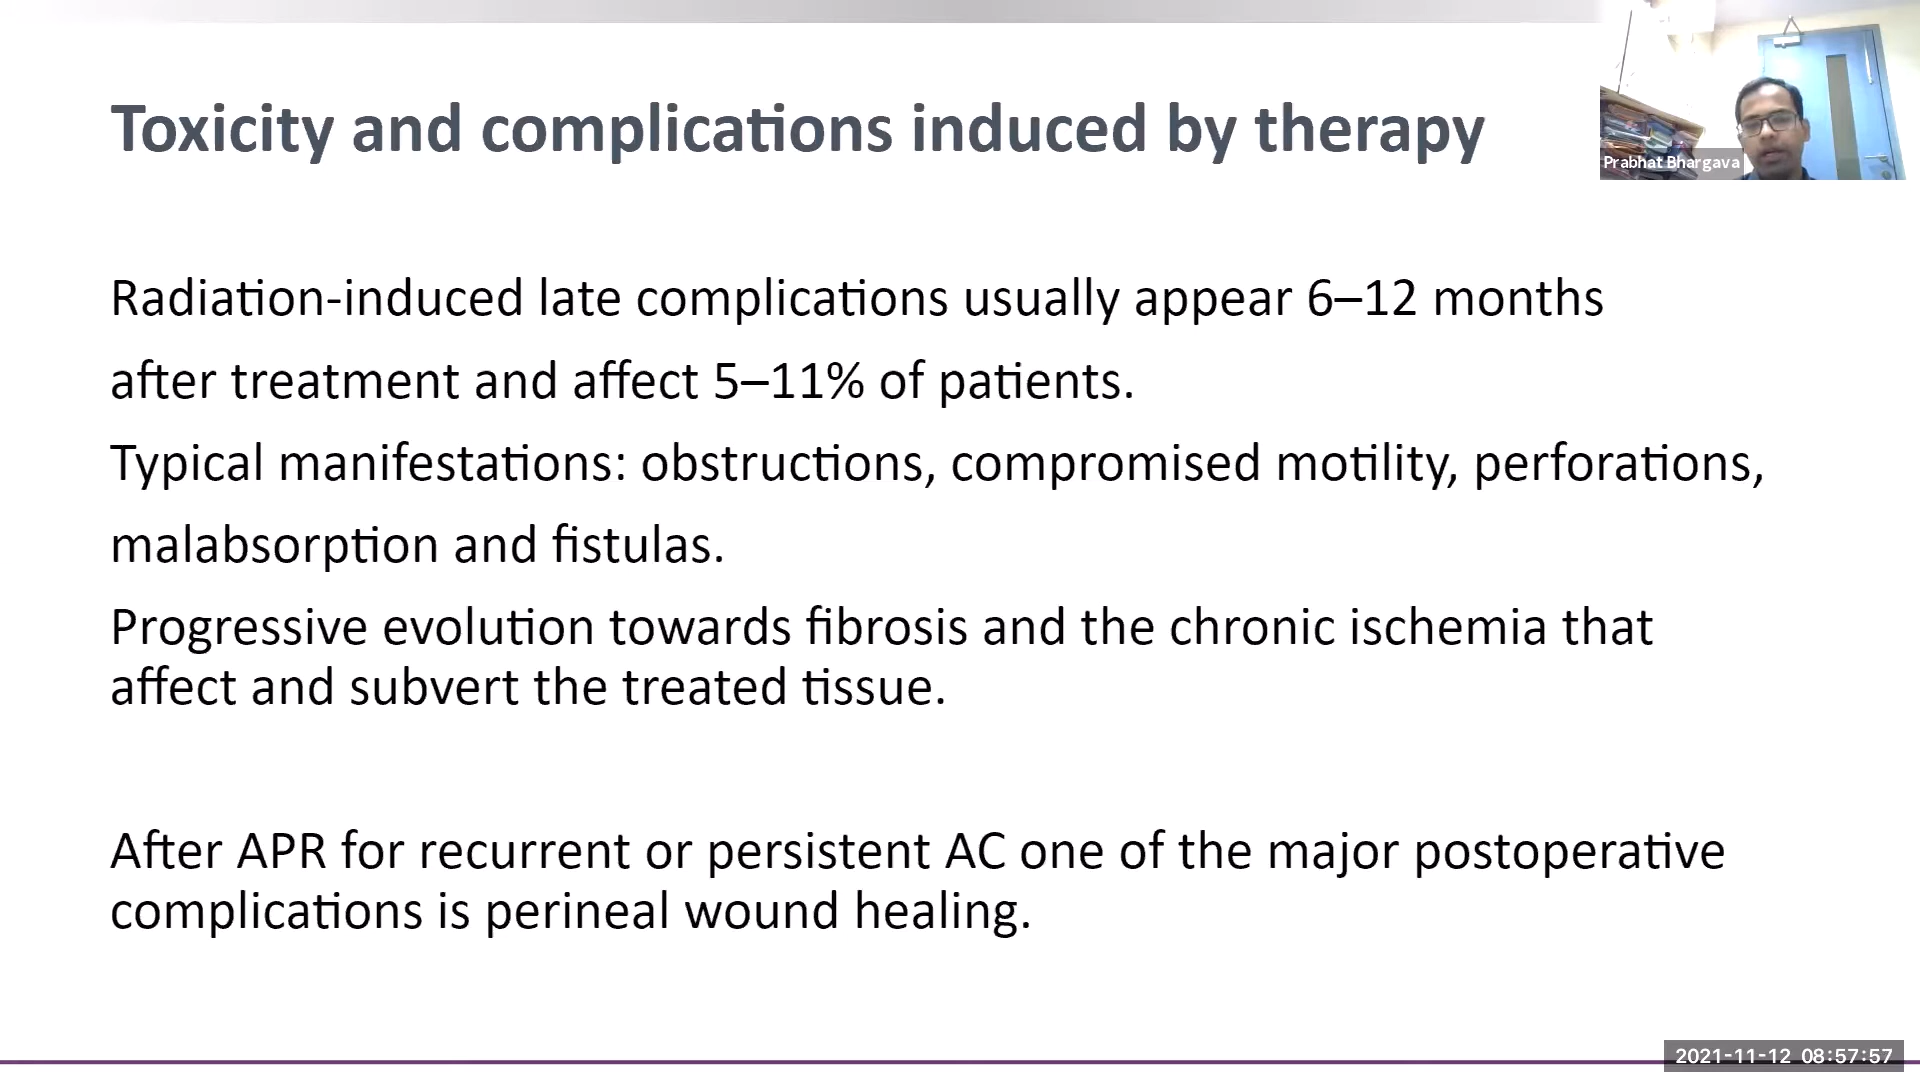 Toxicity and complications induced by therapy
Prabhat Bhargava
Radiation-induced late complications usually appear 6–12 months
after treatment and affect 5–11% of patients.
Typical manifestations: obstructions, compromised motility, perforations,
malabsorption and fistulas.
Progressive evolution towards fibrosis and the chronic ischemia that
affect and subvert the treated tissue.
After APR for recurrent or persistent AC one of the major postoperative
complications is perineal wound healing.
2021-11-12 08:57:57